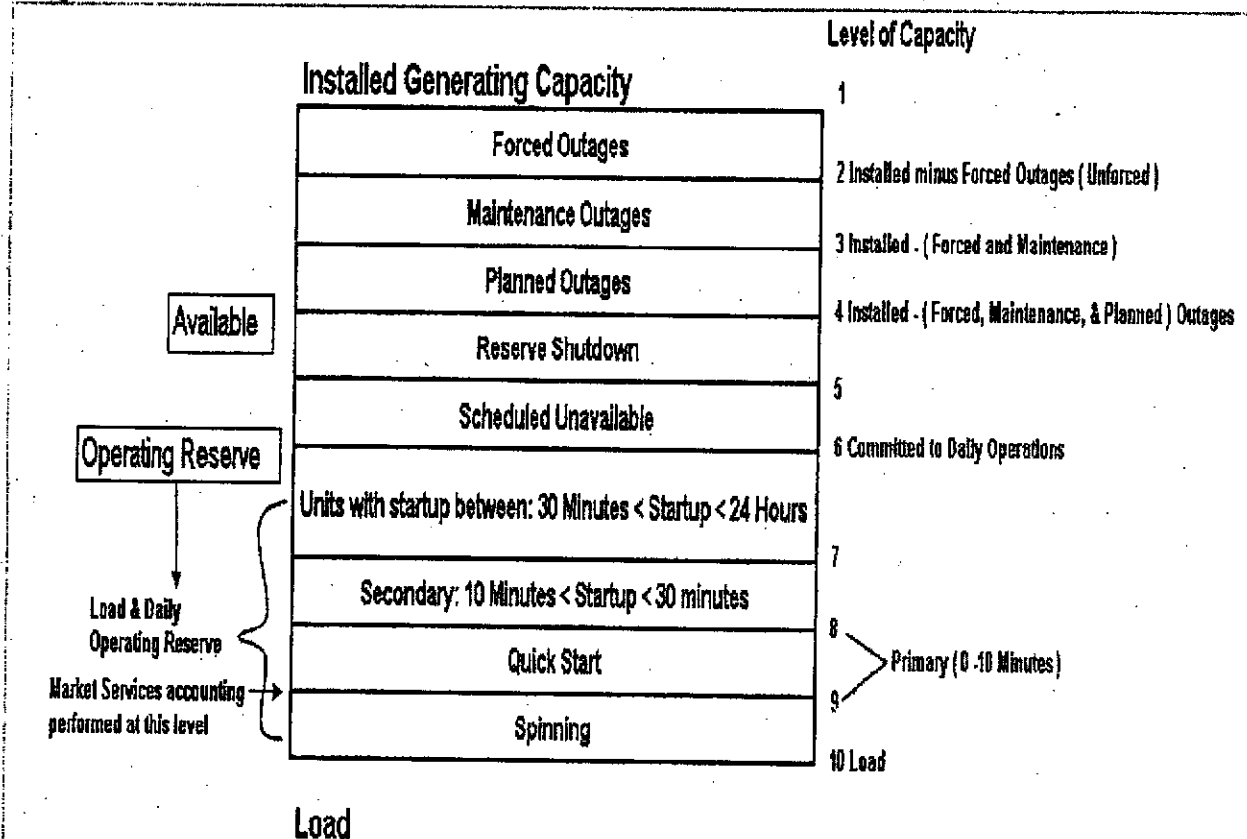 Level of Capacity
Installed Generating Capacity
1
Forced Outages
2 Installed minus Forced Outages ( Unforced )
Maintenance Outages
3 Installed - ( Forced and Maintenance )
Planned Outages
4 Installed - ( Forced, Maintenance, & Planned ) Outages
Available
Reserve Shutdown
5
Scheduled Unavailable
6 Committed to Daily Operations
Operating Reserve
Units with startup between: 30 Minutes < Startup < 24 Hours
7
Secondary: 10 Minutes < Startup < 30 minutes
Load & Daily
Operating Reserve
8
Quick Start
Primary ( 0 -10 Minutes )
Market Services accounting
performed at this level
9
Spinning
10 Load
Load